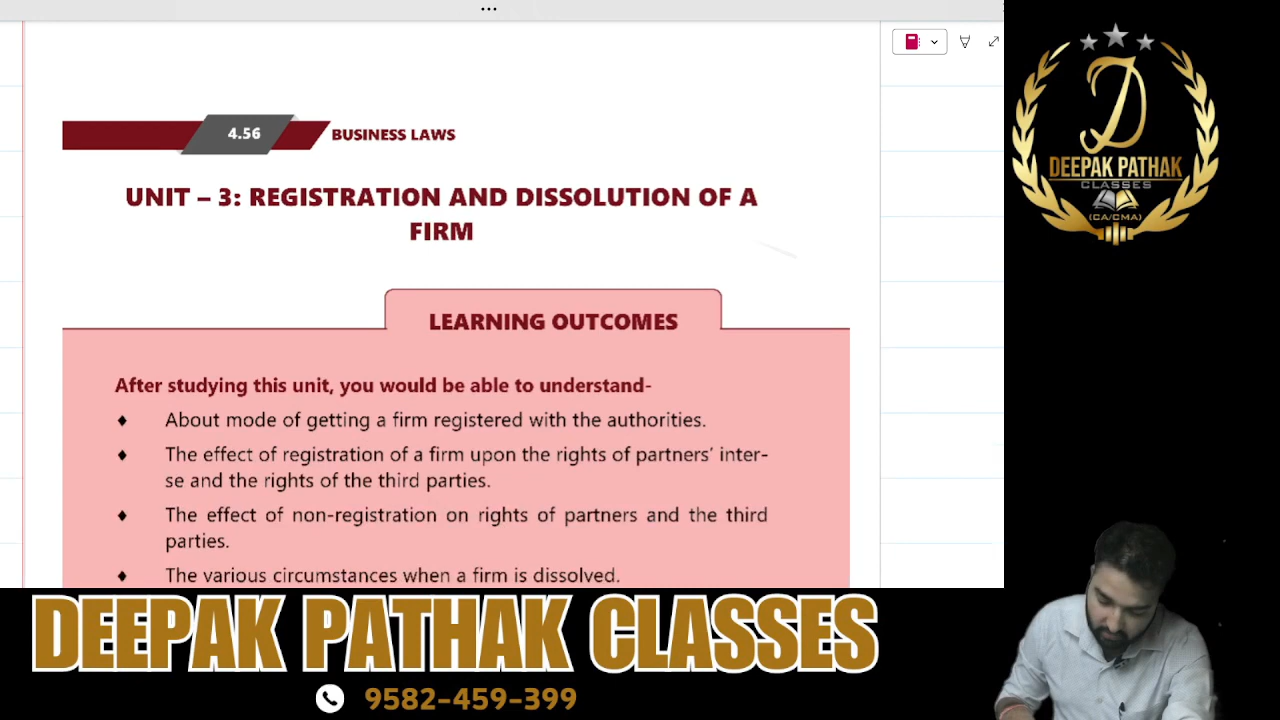 4.56 BUSINESS LAWS
UNIT – 3: REGISTRATION AND DISSOLUTION OF A
FIRM
LEARNING OUTCOMES
After studying this unit, you would be able to understand-
♦ About mode of getting a firm registered with the authorities.
♦ The effect of registration of a firm upon the rights of partners’ inter-
se and the rights of the third parties.
♦ The effect of non-registration on rights of partners and the third
parties.
♦ The various circumstances when a firm is dissolved.
D
DEEPAK PATHAK
CLASSES
(CA/CMA)
DEEPAK PATHAK CLASSES
9582-459-399